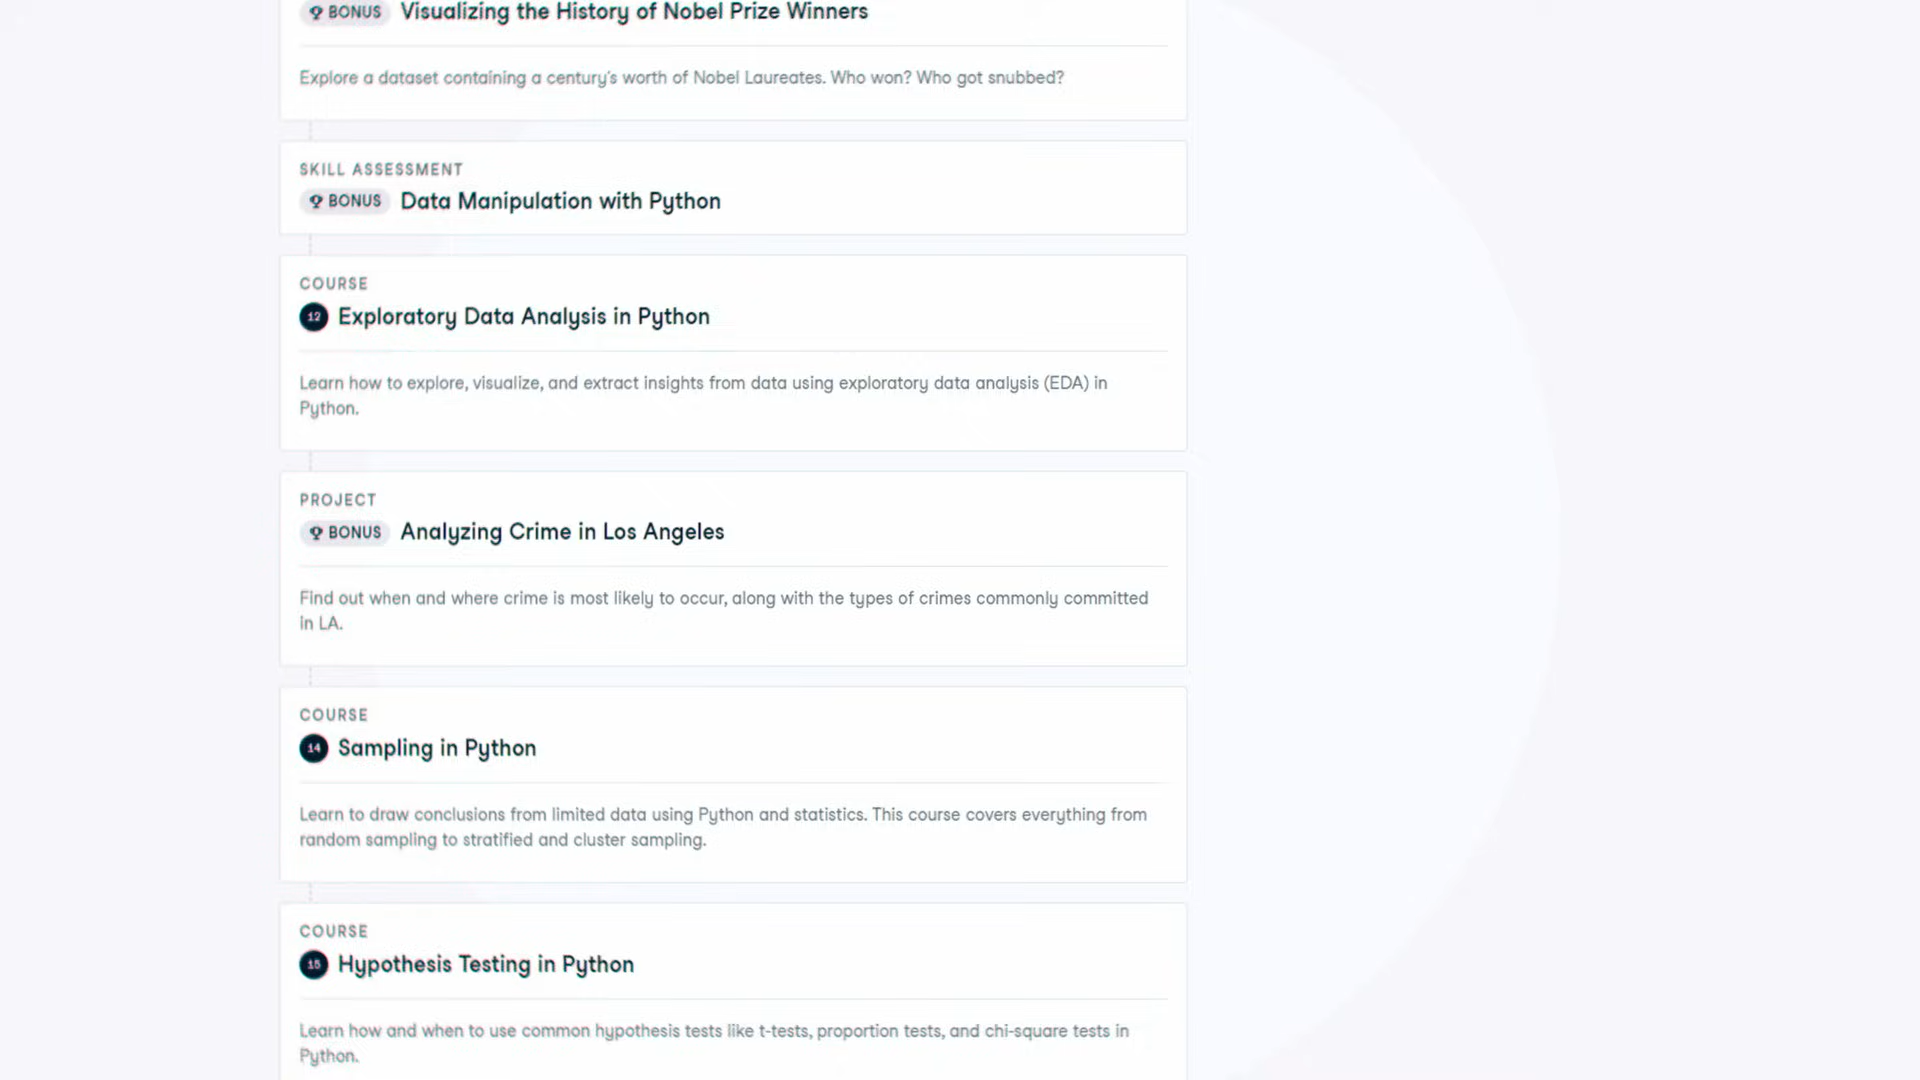 BONUS Visualizing the History of Nobel Prize Winners
Explore a dataset containing a century's worth of Nobel Laureates. Who won? Who got snubbed?
SKILL ASSESSMENT
BONUS Data Manipulation with Python
COURSE
12 Exploratory Data Analysis in Python
Learn how to explore, visualize, and extract insights from data using exploratory data analysis (EDA) in
Python.
PROJECT
BONUS Analyzing Crime in Los Angeles
Find out when and where crime is most likely to occur, along with the types of crimes commonly committed
in LA.
COURSE
14 Sampling in Python
Learn to draw conclusions from limited data using Python and statistics. This course covers everything from
random sampling to stratified and cluster sampling.
COURSE
15 Hypothesis Testing in Python
Learn how and when to use common hypothesis tests like t-tests, proportion tests, and chi-square tests in
Python.